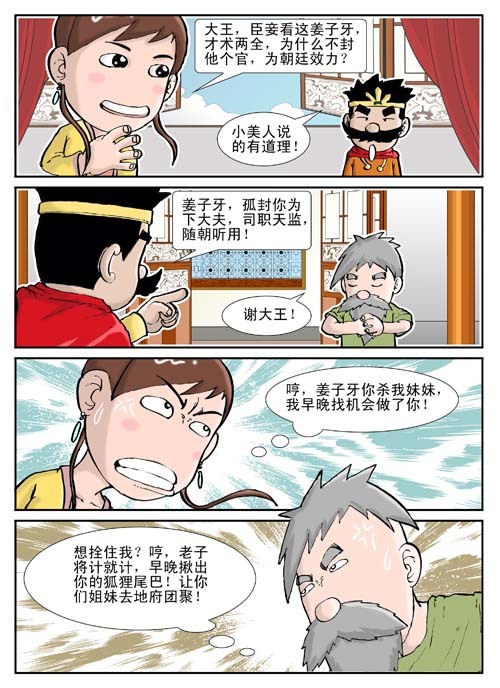 大王，臣妾看这姜子牙，
才术两全，为什么不封
他个官，为朝廷效力？
小美人说
的有道理！
姜子牙，孤封你为
下大夫，司职天监，
随朝听用！
谢大王！
哼，姜子牙你杀我妹妹，
我早晚找机会做了你！
想拴住我？哼，老子
将计就计，早晚揪出
你的狐狸尾巴！让你
们姐妹去地府团聚！